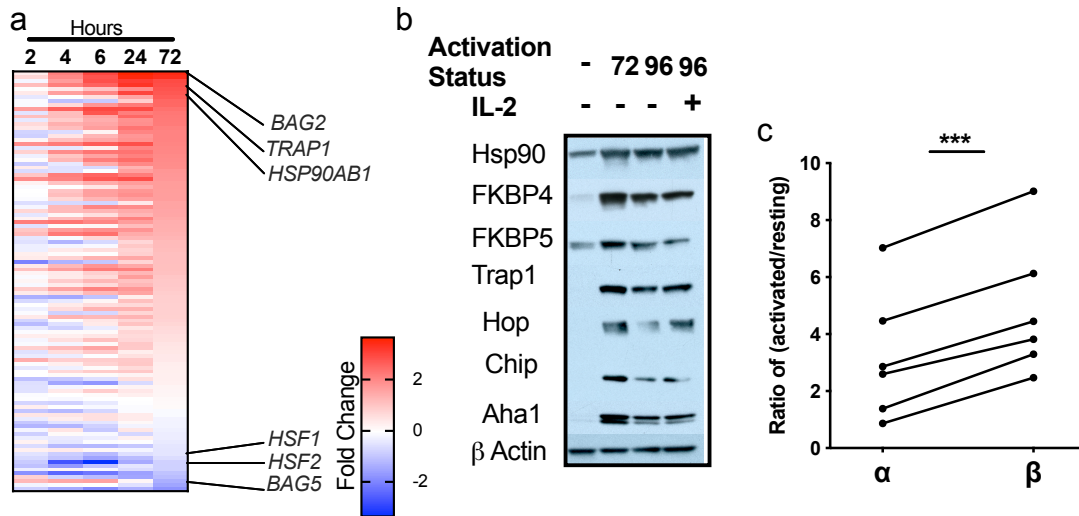 a
Hours
2 4 6 24 72
BAG2
TRAP1
HSP90AB1
HSF1
HSF2
BAG5
Fold Change
2
0
-2
b
Activation Status - 72 96 96
IL-2 - - - +
Hsp90
FKBP4
FKBP5
Trap1
Hop
Chip
Aha1
β Actin
c
***
Ratio of (activated/resting)
10
8
6
4
2
0
α β